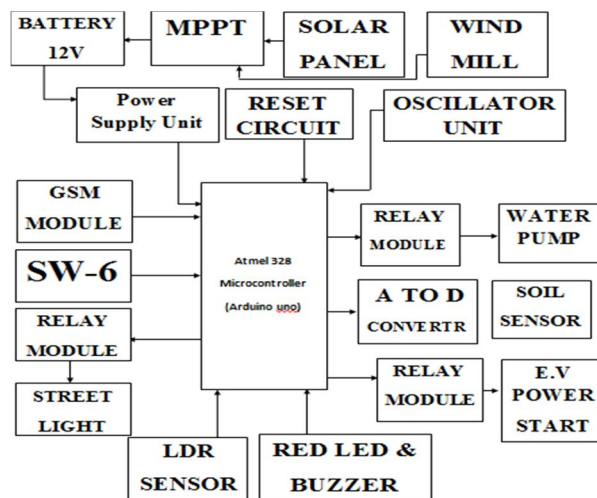 BATTERY
12V
MPPT
SOLAR
PANEL
WIND
MILL
Power
Supply Unit
RESET
CIRCUIT
OSCILLATOR
UNIT
GSM
MODULE
SW-6
RELAY
MODULE
STREET
LIGHT
Atmel 328
Microcontroller
(Arduino uno)
RELAY
MODULE
WATER
PUMP
A TO D
CONVERTR
SOIL
SENSOR
RELAY
MODULE
E.V
POWER
START
LDR
SENSOR
RED LED &
BUZZER